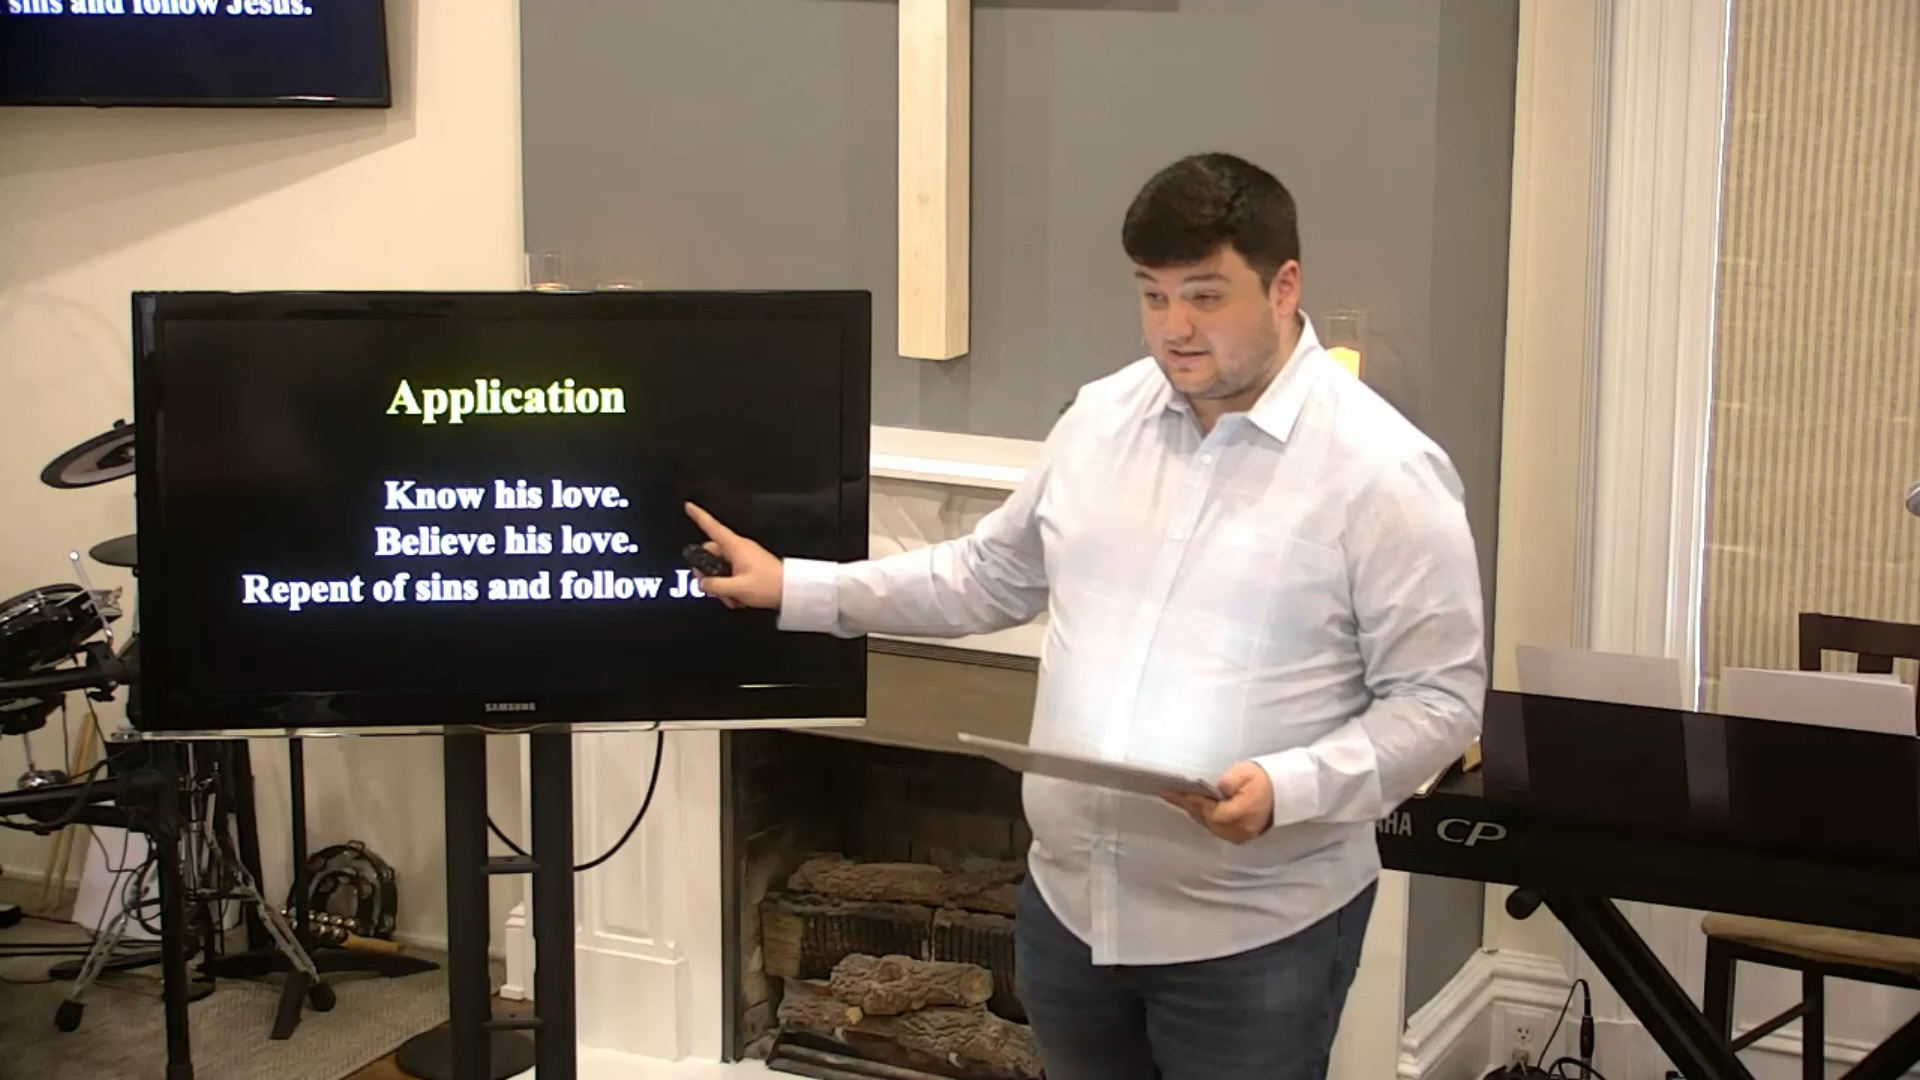 sins and follow Jesus.
Application
Know his love.
Believe his love.
Repent of sins and follow Je
SAMSUNG
AHA CP